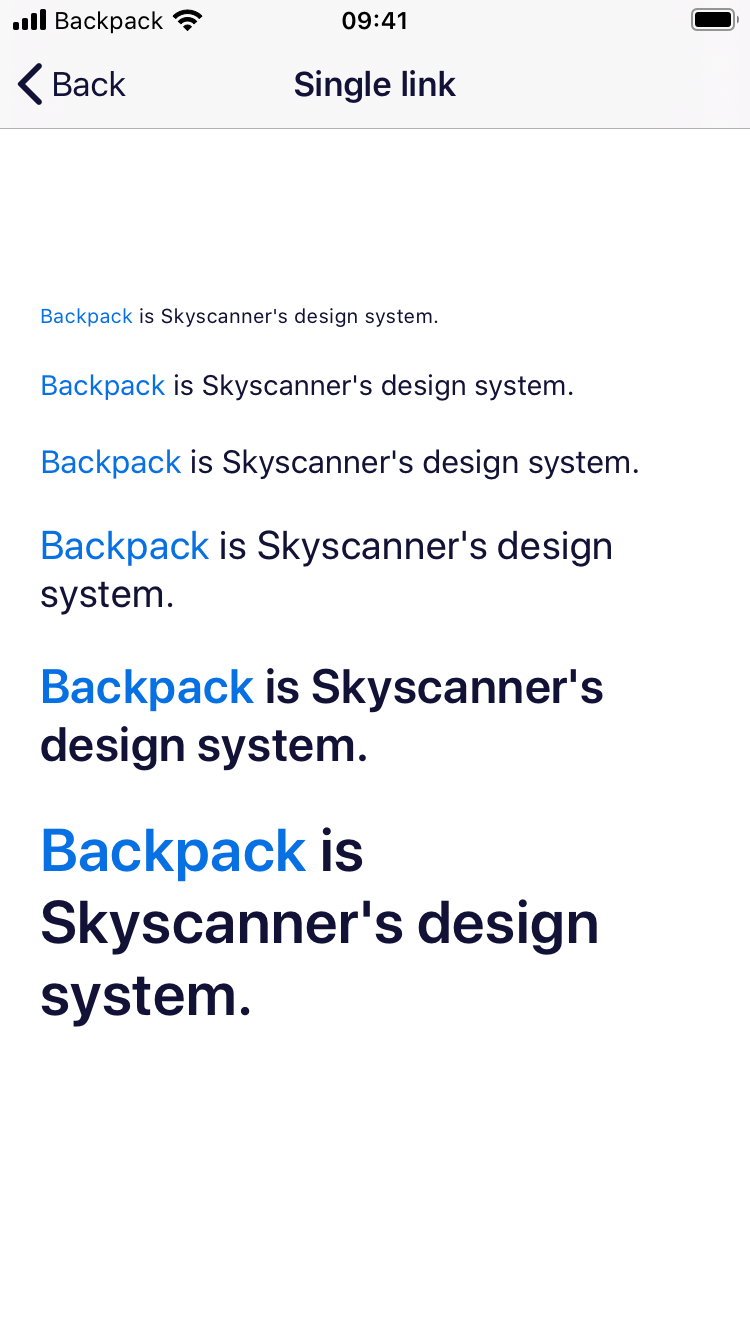 Backpack 09:41
Back Single link
Backpack is Skyscanner's design system.
Backpack is Skyscanner's design system.
Backpack is Skyscanner's design system.
Backpack is Skyscanner's design
system.
Backpack is Skyscanner's
design system.
Backpack is
Skyscanner's design
system.